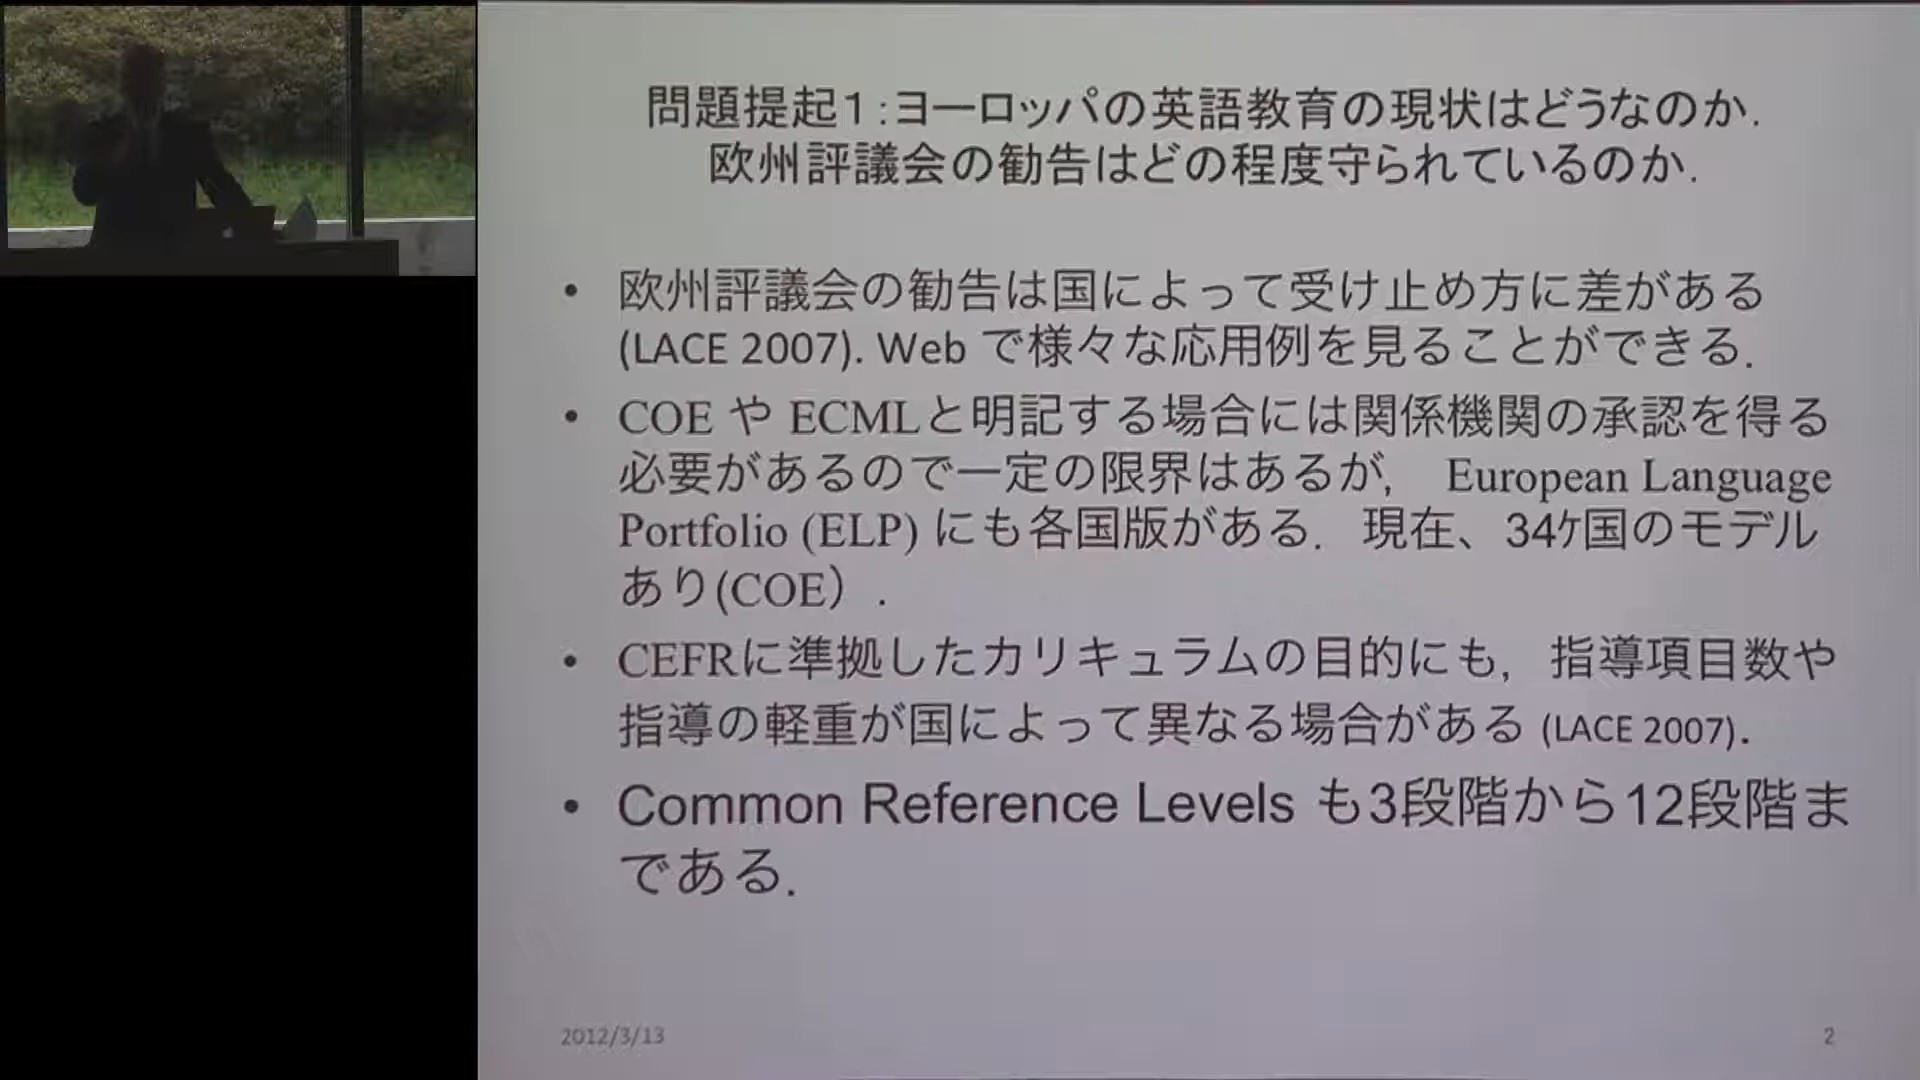 問題提起1:ヨーロッパの英語教育の現状はどうなのか.
欧州評議会の勧告はどの程度守られているのか.
• 欧州評議会の勧告は国によって受け止め方に差がある
(LACE 2007). Web で様々な応用例を見ることができる.
• COE や ECMLと明記する場合には関係機関の承認を得る
必要があるので一定の限界はあるが, European Language
Portfolio (ELP) にも各国版がある. 現在、34ｹ国のモデル
あり(COE）.
• CEFRに準拠したカリキュラムの目的にも, 指導項目数や
指導の軽重が国によって異なる場合がある (LACE 2007).
• Common Reference Levels も3段階から12段階ま
である.
2012/3/13
2